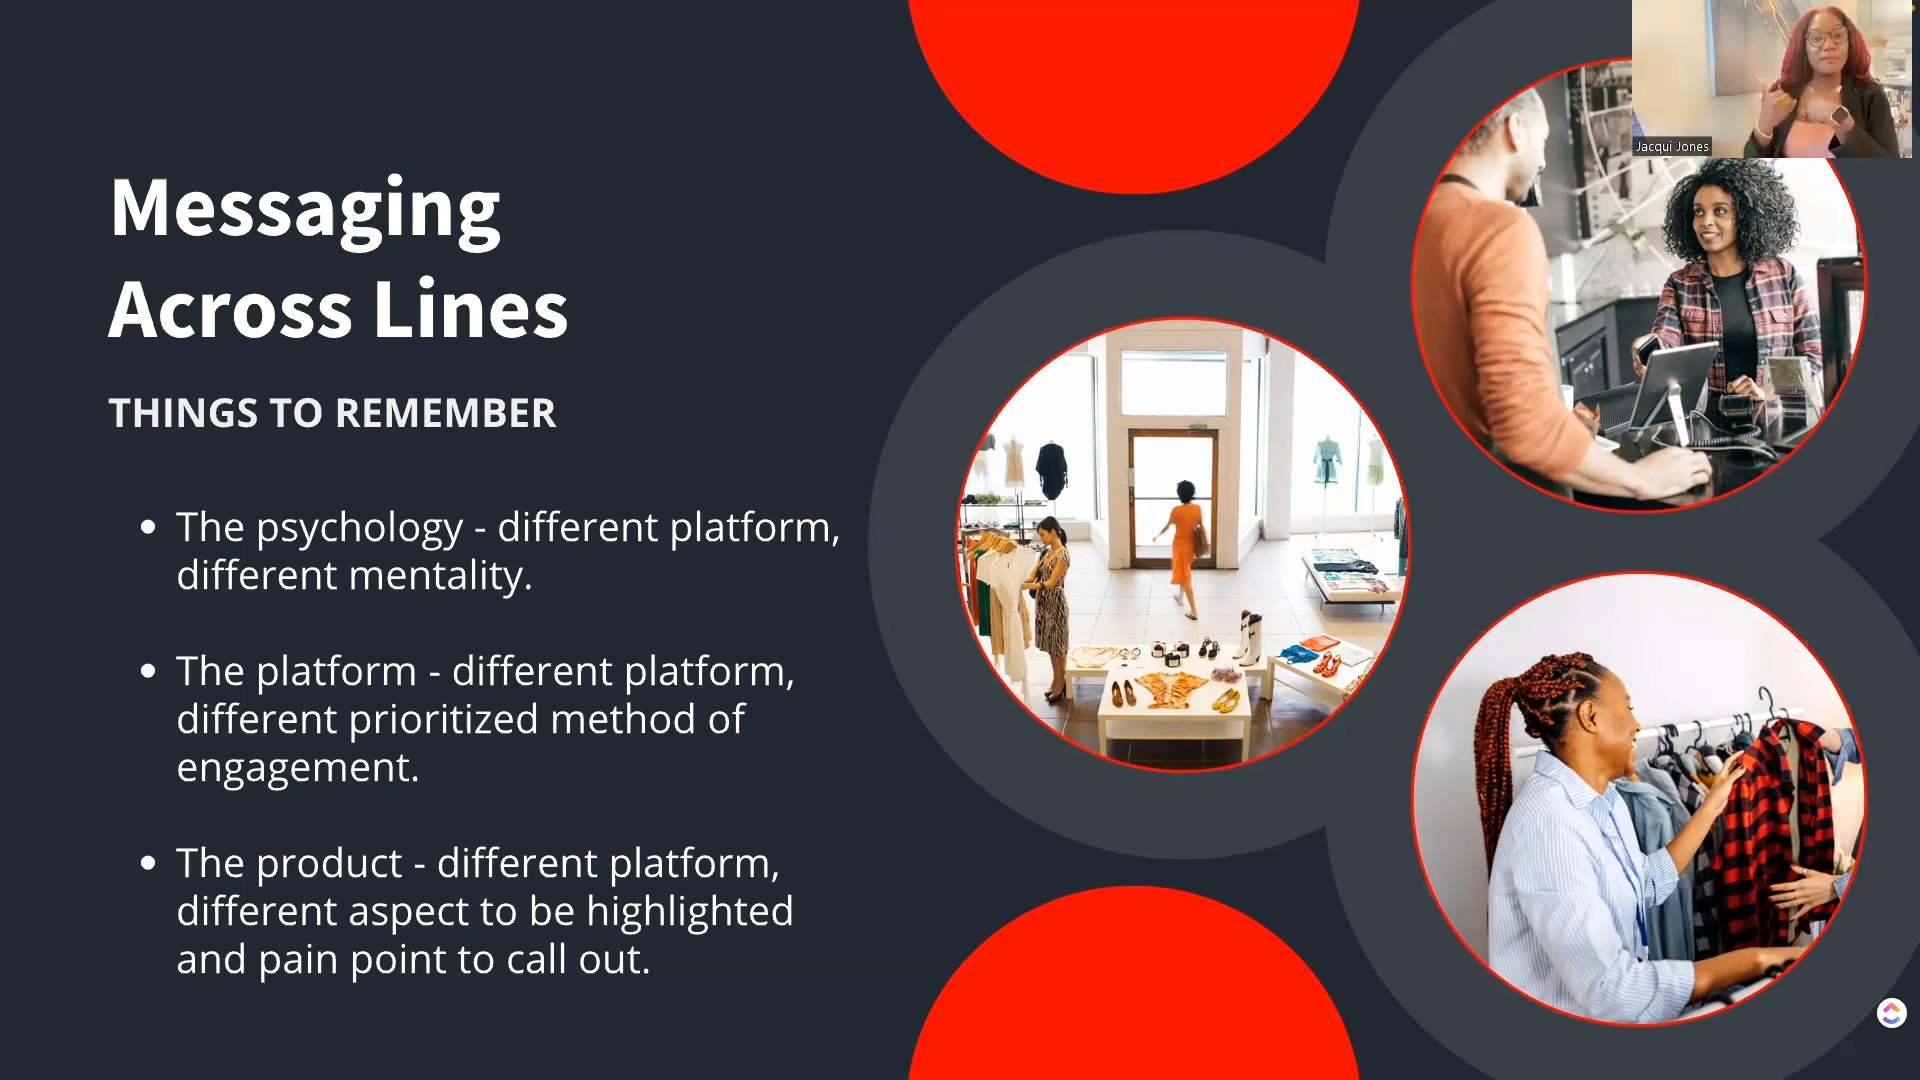 Messaging
Across Lines
THINGS TO REMEMBER
• The psychology - different platform,
different mentality.
• The platform - different platform,
different prioritized method of
engagement.
• The product - different platform,
different aspect to be highlighted
and pain point to call out.
Jacqui Jones